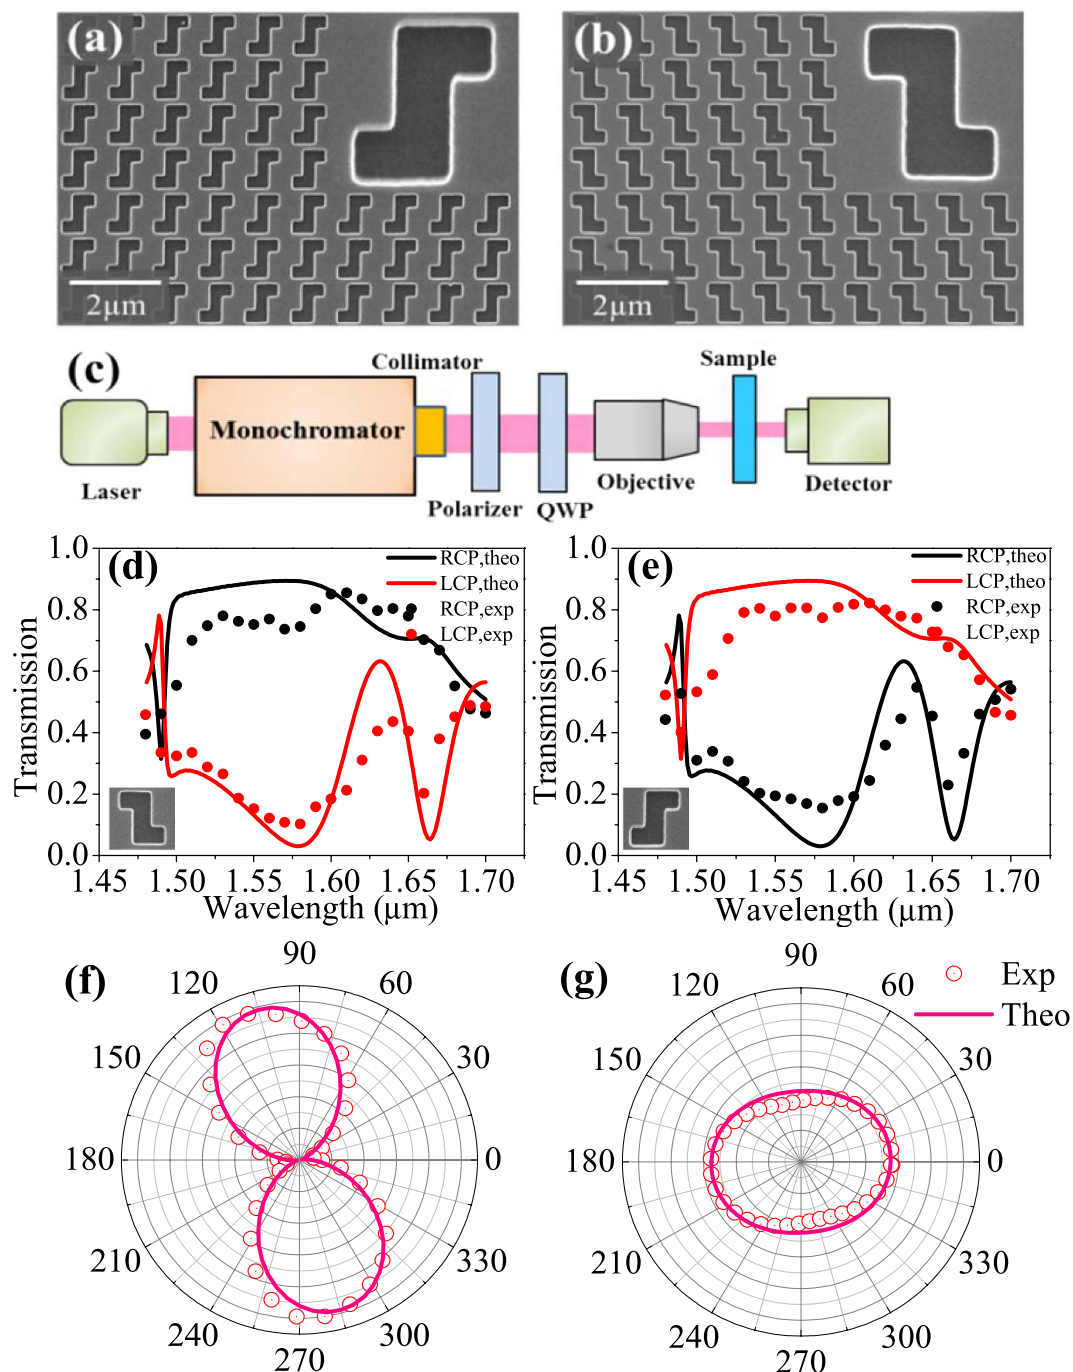 (a)
2µm
(b)
2µm
(c)
Collimator
Sample
Monochromator
Laser
Polarizer
QWP
Objective
Detector
(d)
RCP,theo
LCP,theo
RCP,exp
LCP,exp
1.0
0.8
0.6
0.4
0.2
0.0
Transmission
1.45 1.50 1.55 1.60 1.65 1.70
Wavelength (µm)
(e)
RCP,theo
LCP,theo
RCP,exp
LCP,exp
1.0
0.8
0.6
0.4
0.2
0.0
Transmission
1.45 1.50 1.55 1.60 1.65 1.70
Wavelength (µm)
(f)
90
120 60
150 30
180 0
210 330
240 300
270
(g)
Exp
Theo
90
120 60
150 30
180 0
210 330
240 300
270